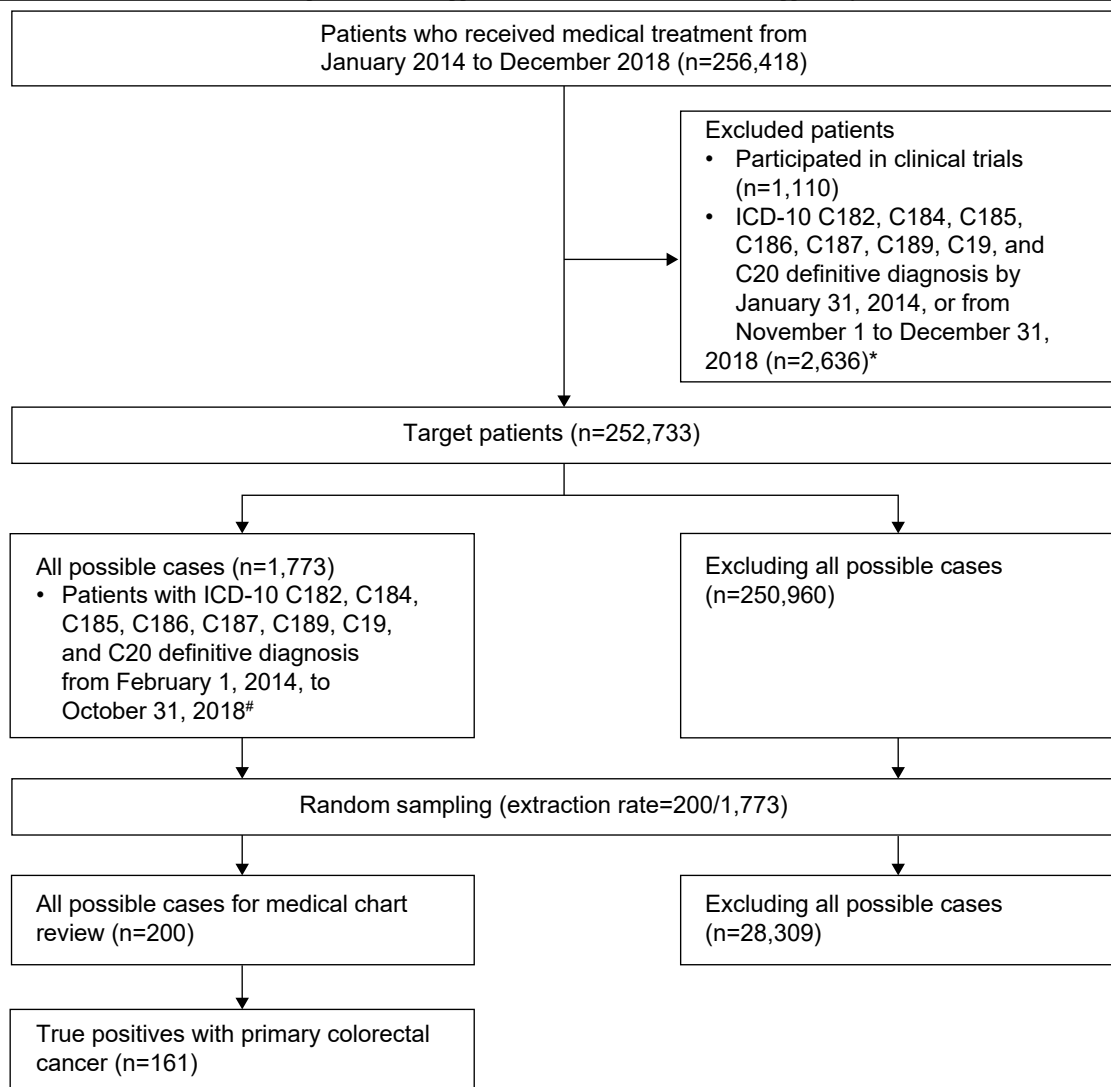 Patients who received medical treatment from
January 2014 to December 2018 (n=256,418)
Excluded patients
• Participated in clinical trials
(n=1,110)
• ICD-10 C182, C184, C185,
C186, C187, C189, C19, and
C20 definitive diagnosis by
January 31, 2014, or from
November 1 to December 31,
2018 (n=2,636)*
Target patients (n=252,733)
All possible cases (n=1,773)
• Patients with ICD-10 C182, C184,
C185, C186, C187, C189, C19,
and C20 definitive diagnosis
from February 1, 2014, to
October 31, 2018#
Excluding all possible cases
(n=250,960)
Random sampling (extraction rate=200/1,773)
All possible cases for medical chart
review (n=200)
Excluding all possible cases
(n=28,309)
True positives with primary colorectal
cancer (n=161)